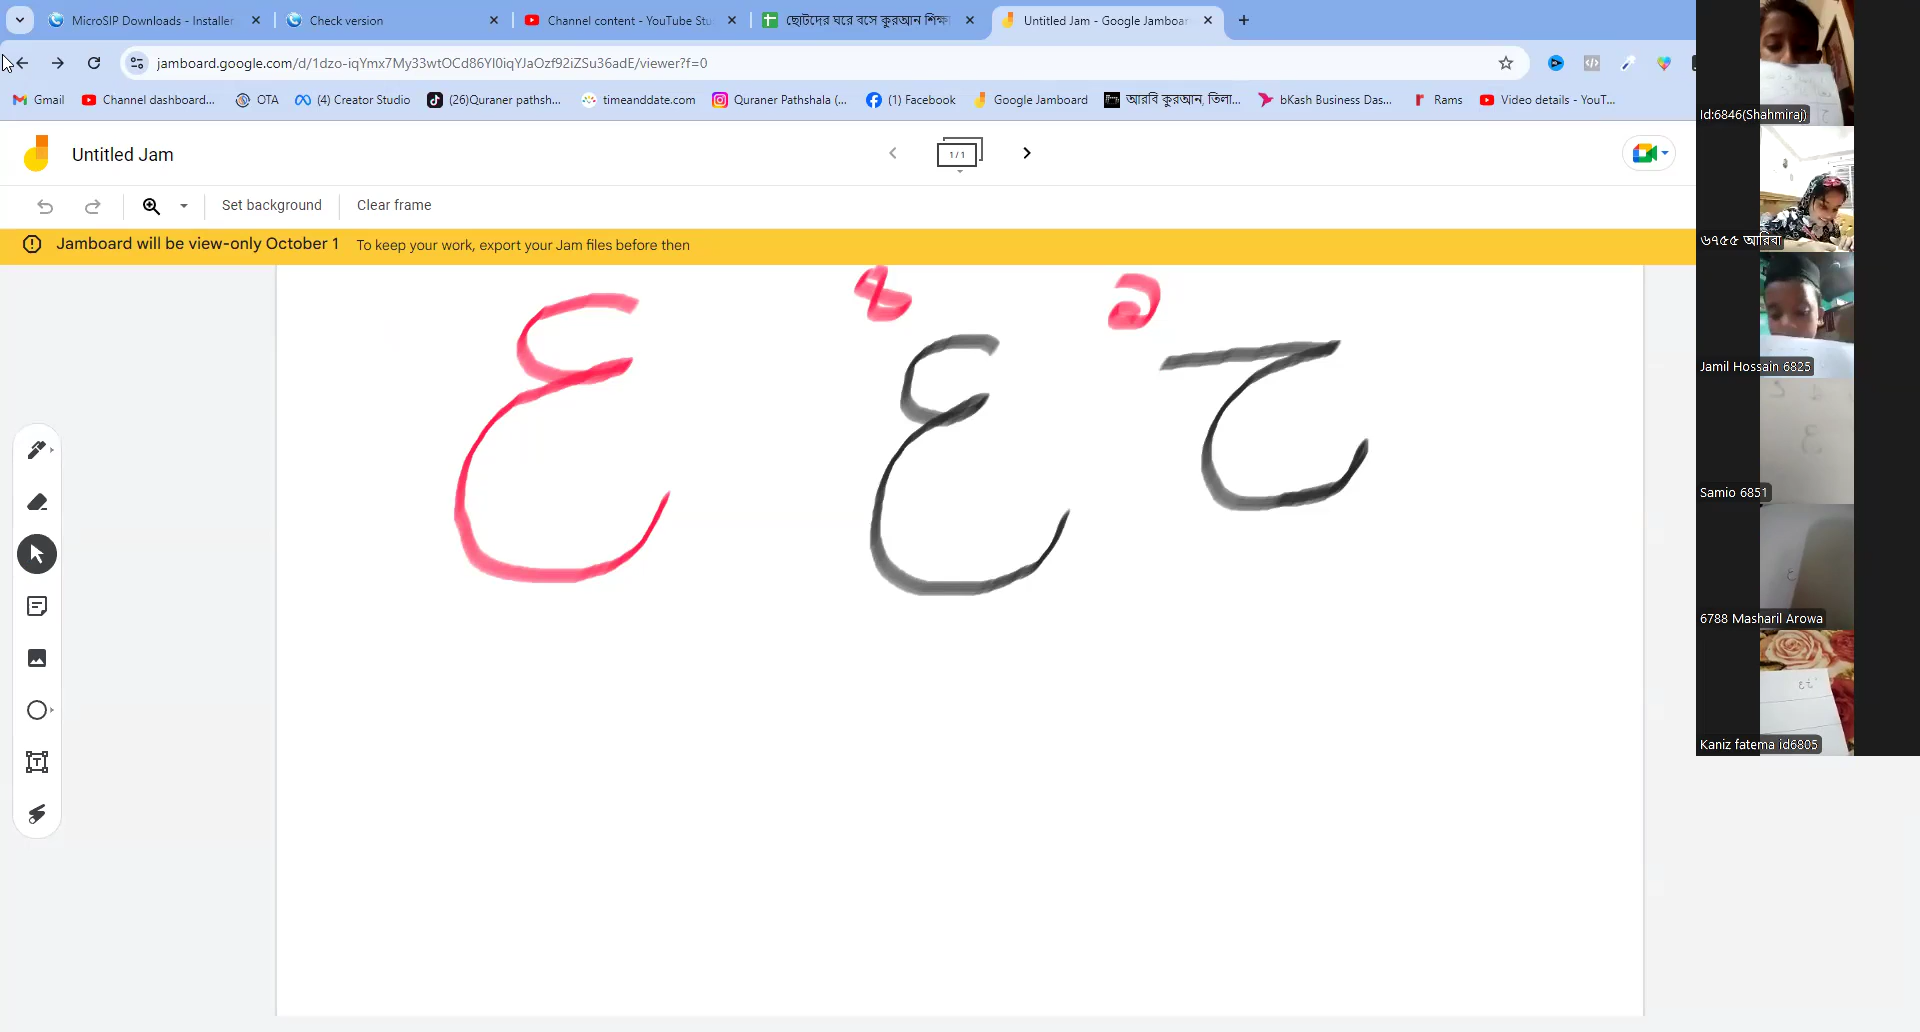 MicroSIP Downloads - Installer
Check version
Channel content - YouTube Stu
ছোটদের ঘরে বসে কুরআন শিক্ষ
Untitled Jam - Google Jamboar
jamboard.google.com/d/1dzo-iqYmx7My33wtOCd86Yl0iqYJaOzf92iZSu36adE/viewer?f=0
Gmail
Channel dashboard...
OTA
(4) Creator Studio
(26)Quraner pathsh...
timeanddate.com
Quraner Pathshala (...
(1) Facebook
Google Jamboard
আরবি কুরআন, তিলা...
bKash Business Das...
Rams
Video details - YouT...
Untitled Jam
1/1
Set background
Clear frame
Jamboard will be view-only October 1 To keep your work, export your Jam files before then
ح ع ع
Id:6846(Shahmiraj)
৬৭৫৫ আরিবা
Jamil Hossain 6825
Samio 6851
6788 Masharil Arowa
Kaniz fatema id6805